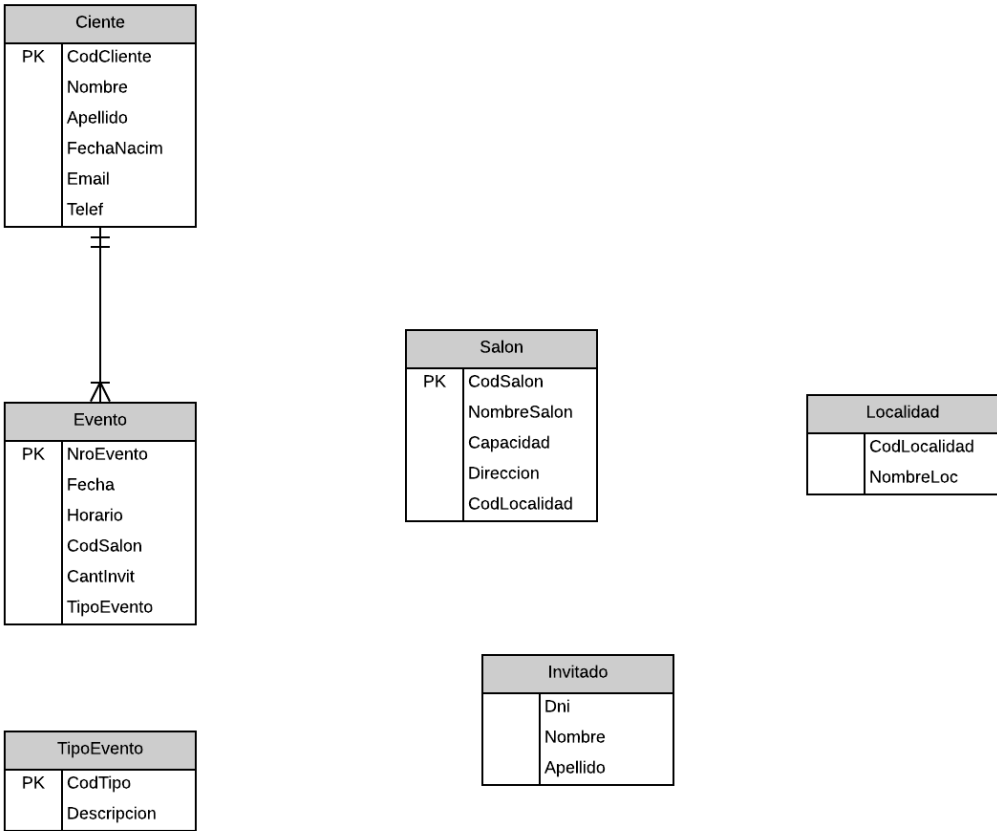 Ciente
PK CodCliente
Nombre
Apellido
FechaNacim
Email
Telef
Evento
PK NroEvento
Fecha
Horario
CodSalon
CantInvit
TipoEvento
TipoEvento
PK CodTipo
Descripcion
Salon
PK CodSalon
NombreSalon
Capacidad
Direccion
CodLocalidad
Invitado
Dni
Nombre
Apellido
Localidad
CodLocalidad
NombreLoc